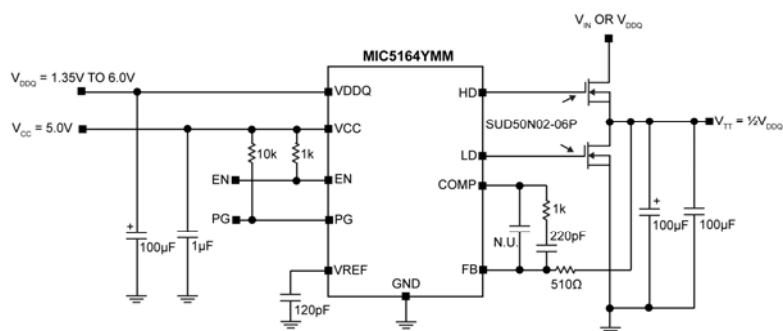 V_IN OR V_DDQ
MIC5164YMM
V_DDQ = 1.35V TO 6.0V
VDDQ
HD
V_CC = 5.0V
VCC
SUD50N02-06P
V_TT = ½V_DDQ
10k
1k
LD
EN
EN
COMP
PG
PG
1k
+
100µF
1µF
N.U.
220pF
+
100µF
100µF
VREF
FB
GND
510Ω
120pF